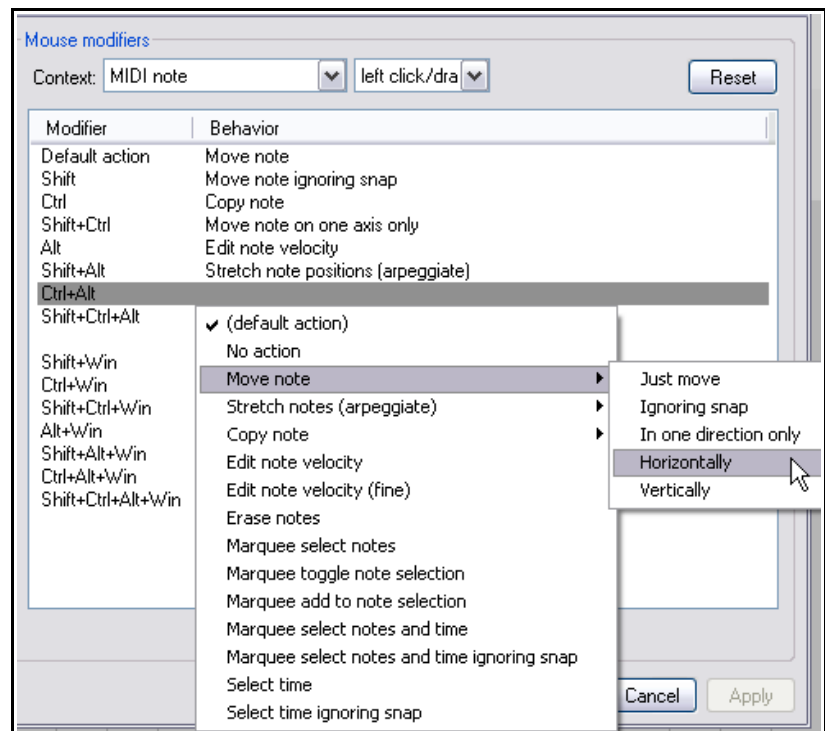 Mouse modifiers
Context: MIDI note left click/dra Reset
Modifier Behavior
Default action Move note
Shift Move note ignoring snap
Ctrl Copy note
Shift+Ctrl Move note on one axis only
Alt Edit note velocity
Shift+Alt Stretch note positions (arpeggiate)
Ctrl+Alt
Shift+Ctrl+Alt
Shift+Win
Ctrl+Win
Shift+Ctrl+Win
Alt+Win
Shift+Alt+Win
Ctrl+Alt+Win
Shift+Ctrl+Alt+Win
(default action)
No action
Move note
Stretch notes (arpeggiate)
Copy note
Edit note velocity
Edit note velocity (fine)
Erase notes
Marquee select notes
Marquee toggle note selection
Marquee add to note selection
Marquee select notes and time
Marquee select notes and time ignoring snap
Select time
Select time ignoring snap
Just move
Ignoring snap
In one direction only
Horizontally
Vertically
Cancel Apply